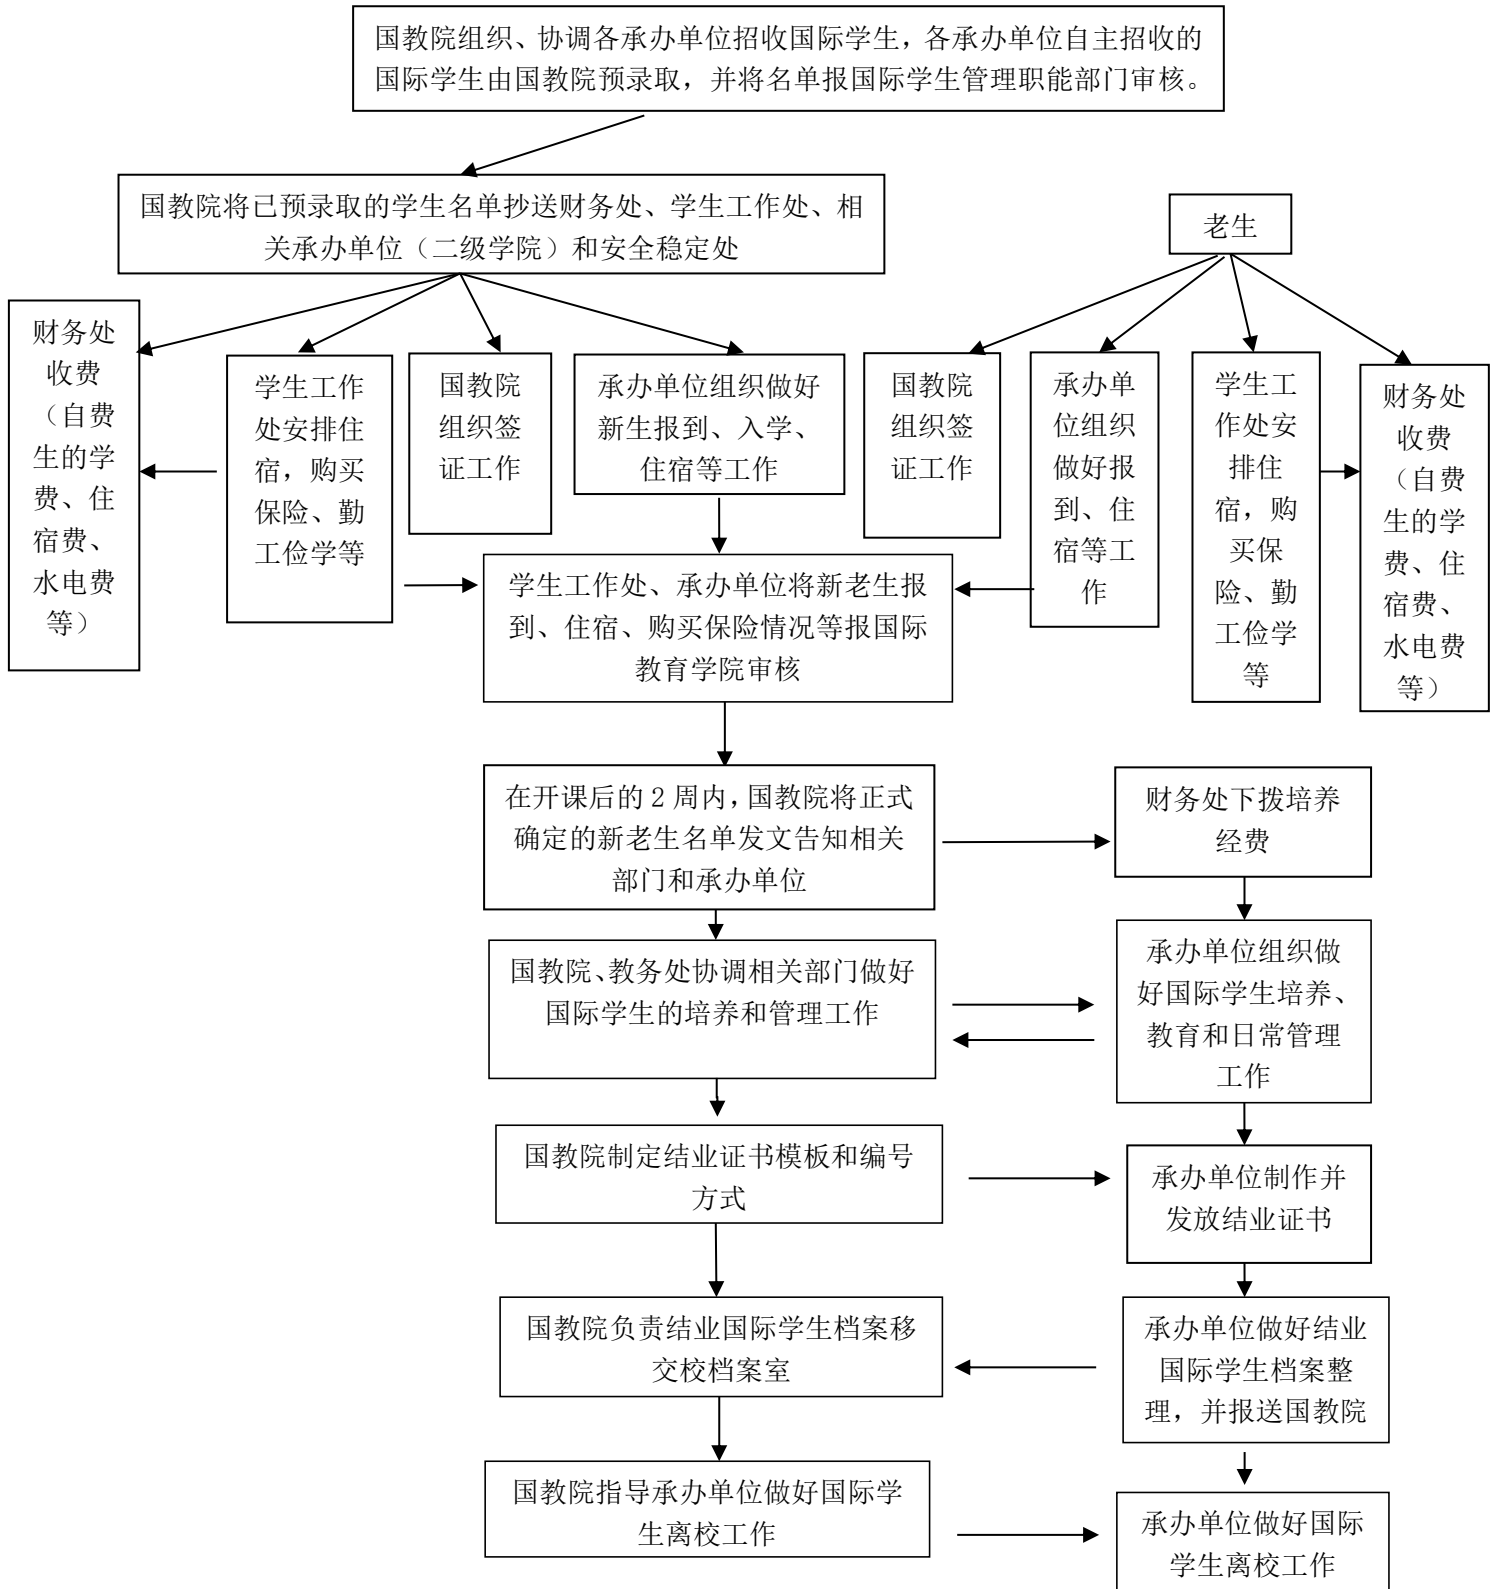 国教院组织、协调各承办单位招收国际学生，各承办单位自主招收的
国际学生由国教院预录取，并将名单报国际学生管理职能部门审核。
国教院将已预录取的学生名单抄送财务处、学生工作处、相
关承办单位（二级学院）和安全稳定处
老生
财务处
收费
（自费
生的学
费、住
宿费、
水电费
等）
学生工作
处安排住
宿，购买
保险、勤
工俭学等
国教院
组织签
证工作
承办单位组织做好
新生报到、入学、
住宿等工作
国教院
组织签
证工作
承办单
位组织
做好报
到、住
宿等工
作
学生工
作处安
排住
宿，购
买保
险、勤
工俭学
等
财务处
收费
（自费
生的学
费、住
宿费、
水电费
等）
学生工作处、承办单位将新老生报
到、住宿、购买保险情况等报国际
教育学院审核
在开课后的 2 周内，国教院将正式
确定的新老生名单发文告知相关
部门和承办单位
财务处下拨培养
经费
国教院、教务处协调相关部门做好
国际学生的培养和管理工作
承办单位组织做
好国际学生培养、
教育和日常管理
工作
国教院制定结业证书模板和编号
方式
承办单位制作并
发放结业证书
国教院负责结业国际学生档案移
交校档案室
承办单位做好结业
国际学生档案整
理，并报送国教院
国教院指导承办单位做好国际学
生离校工作
承办单位做好国际
学生离校工作